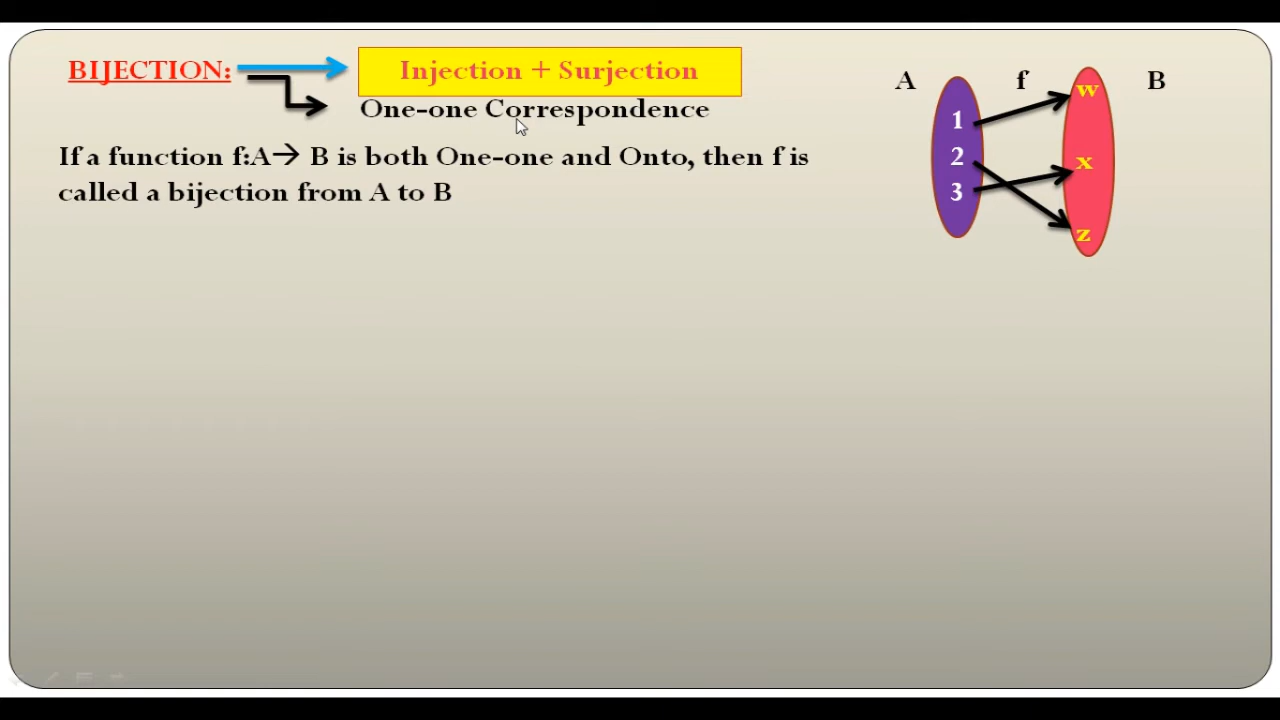 BIJECTION:
Injection + Surjection
One-one Correspondence
If a function f:A→ B is both One-one and Onto, then f is
called a bijection from A to B
A f B
1
2
3
w
x
z